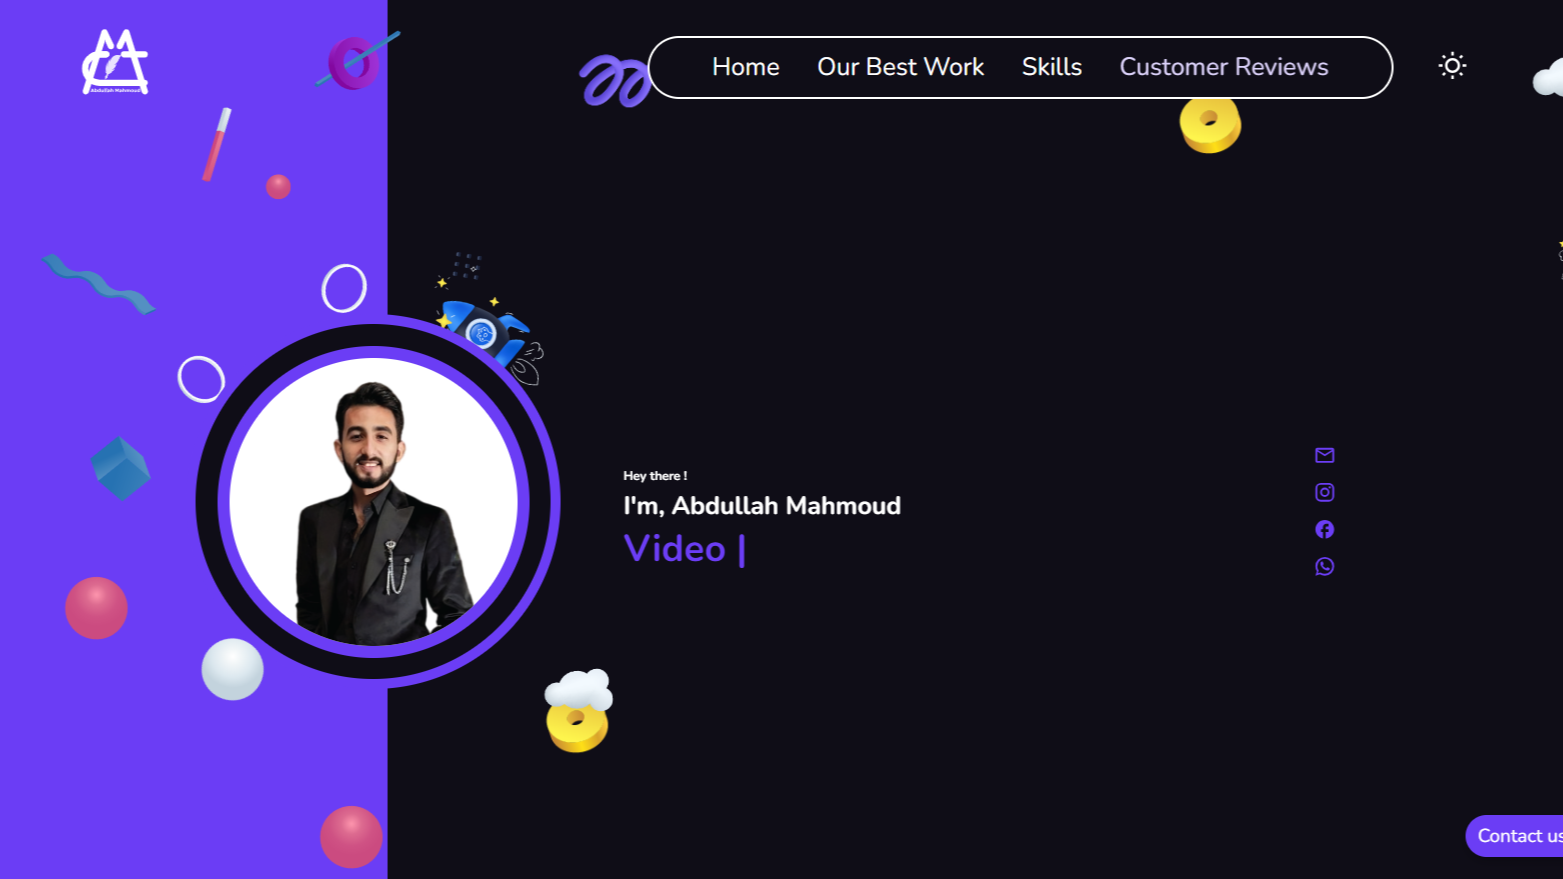 Abdullah Mahmoud
Home
Our Best Work
Skills
Customer Reviews
Hey there !
I'm, Abdullah Mahmoud
Video |
Contact us